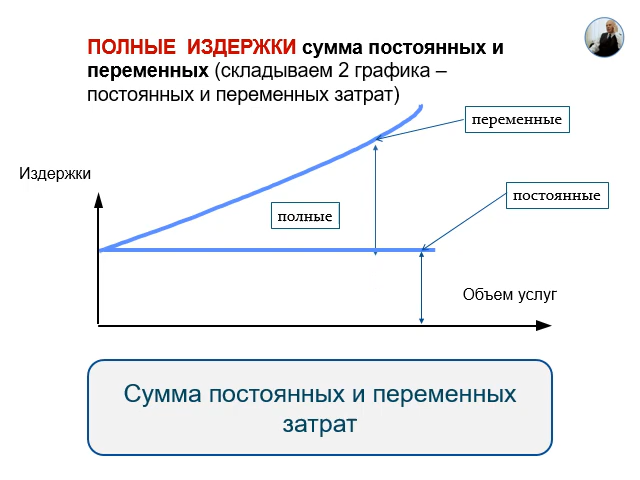 ПОЛНЫЕ ИЗДЕРЖКИ сумма постоянных и
переменных (складываем 2 графика –
постоянных и переменных затрат)
переменные
Издержки
постоянные
полные
Объем услуг
Сумма постоянных и переменных
затрат